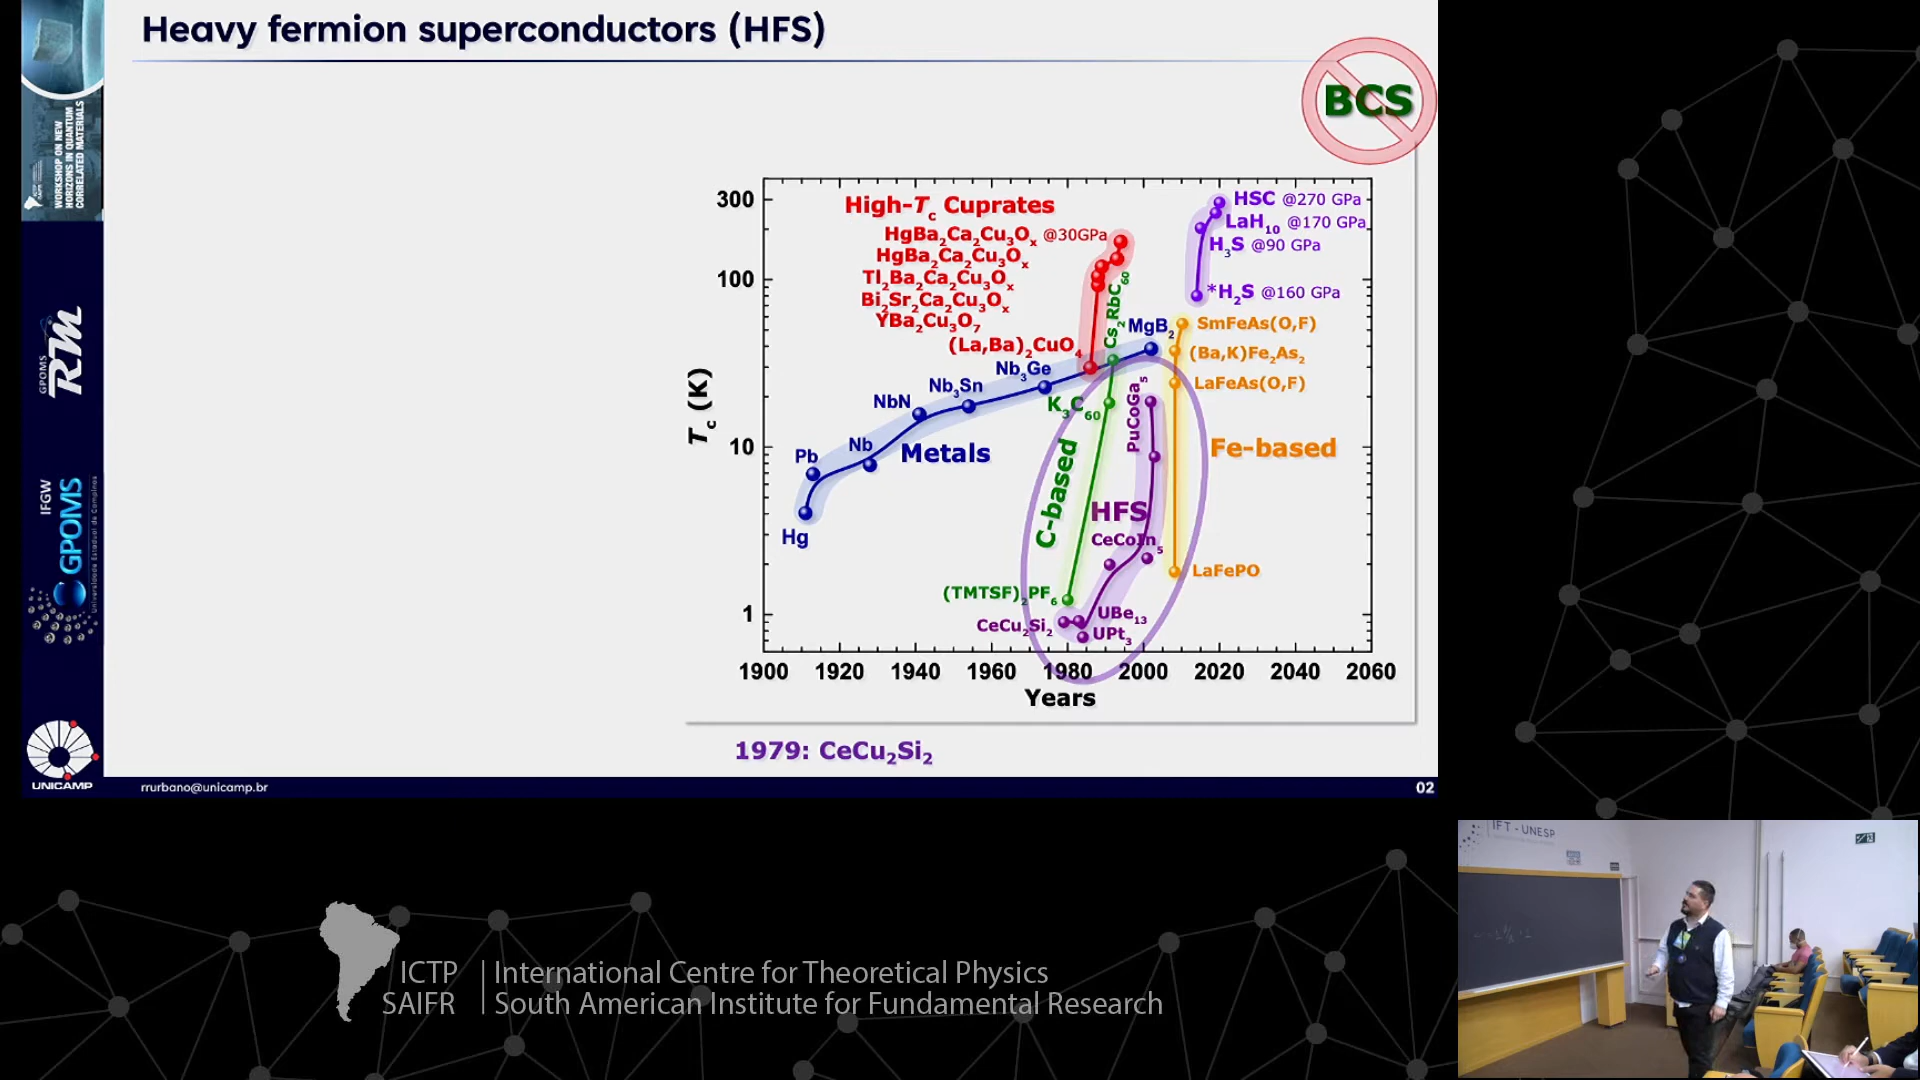 Heavy fermion superconductors (HFS)
BCS
WORKSHOP ON NEW
HORIZONS IN QUANTUM
CORRELATED MATERIALS
GPOMS
RM
IFGW
GPOMS
Universidade Estadual de Campinas
UNICAMP
High-Tc Cuprates
HgBa2Ca2Cu3Ox @30GPa
HgBa2Ca2Cu3Ox
Tl2Ba2Ca2Cu3Ox
Bi2Sr2Ca2Cu3Ox
YBa2Cu3O7
(La,Ba)2CuO4
Cs2RbC60
MgB2
HSC @270 GPa
LaH10 @170 GPa
H3S @90 GPa
*H2S @160 GPa
SmFeAs(O,F)
(Ba,K)Fe2As2
LaFeAs(O,F)
Fe-based
LaFePO
Nb3Ge
Nb3Sn
NbN
Nb
Pb
Hg
Metals
K3C60
C-based
PuCoGa5
HFS
CeCoIn5
(TMTSF)2PF6
CeCu2Si2
UBe13
UPt3
Tc (K)
300
100
10
1
1900 1920 1940 1960 1980 2000 2020 2040 2060
Years
1979: CeCu2Si2
rrurbano@unicamp.br
02
IFT - UNESP
ICTP International Centre for Theoretical Physics
SAIFR South American Institute for Fundamental Research